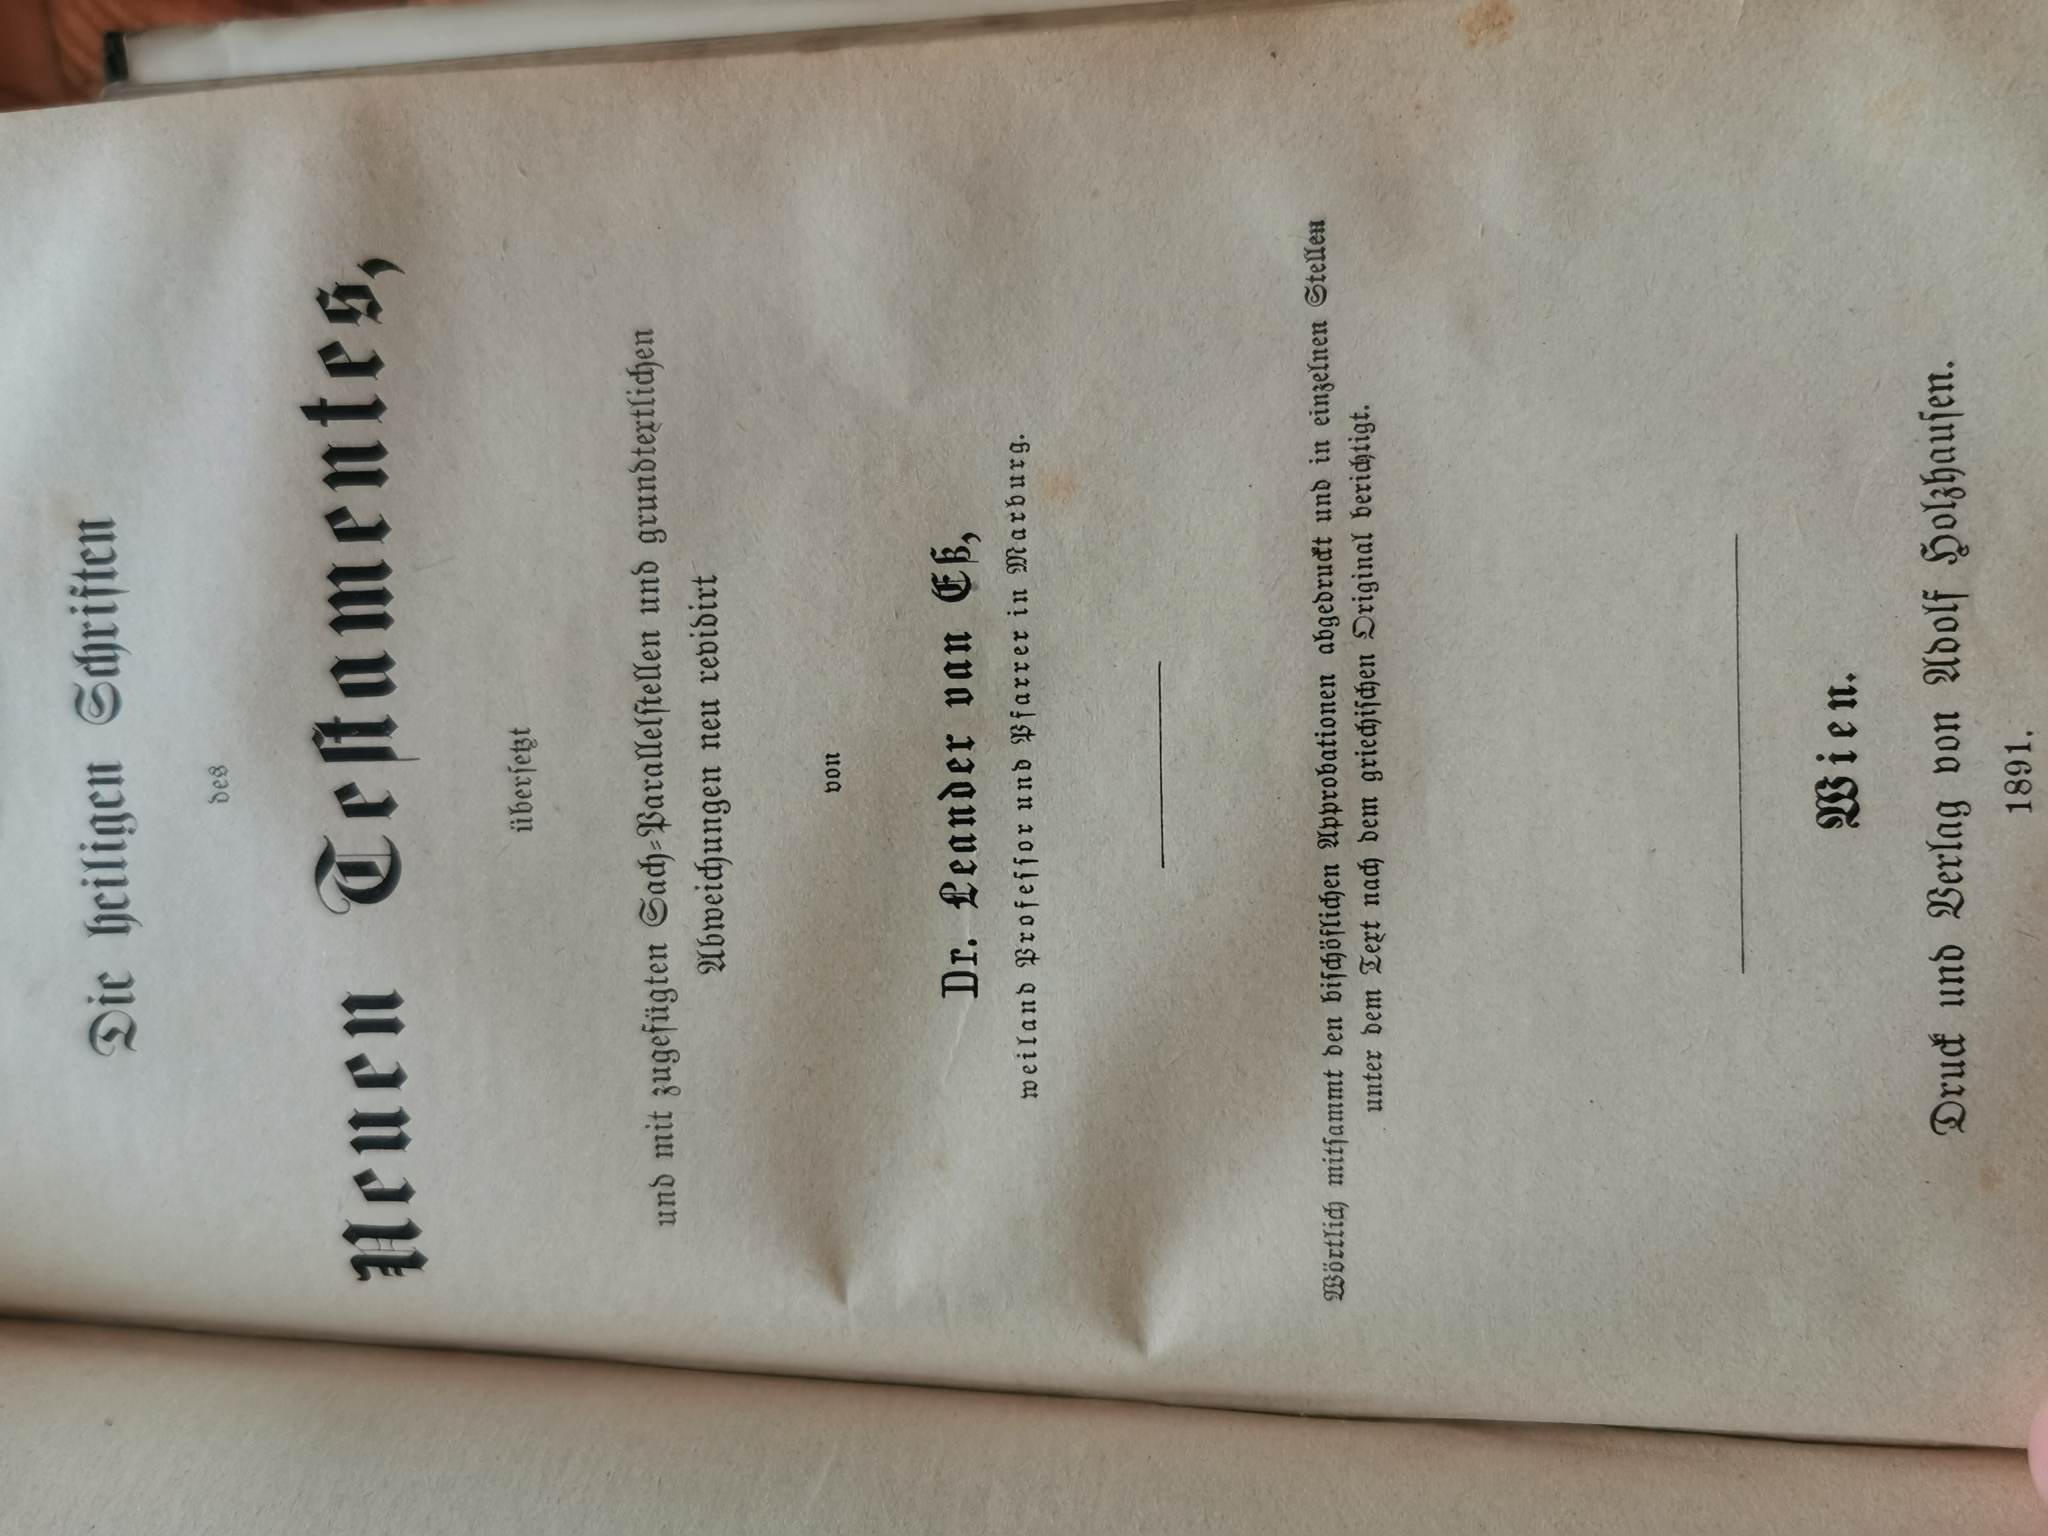 Die heiligen Schriften
des
Neuen Testamentes,
übersetzt
und mit zugefügten Sach-Parallelstellen und grundtextlichen
Abweichungen neu revidirt
von
Dr. Leander van Eß,
weiland Professor und Pfarrer in Marburg.
Wörtlich mitsammt den bischöflichen Approbationen abgedruckt und in einzelnen Stellen
unter dem Text nach dem griechischen Original berichtigt.
Wien.
Druck und Verlag von Adolf Holzhausen.
1891.